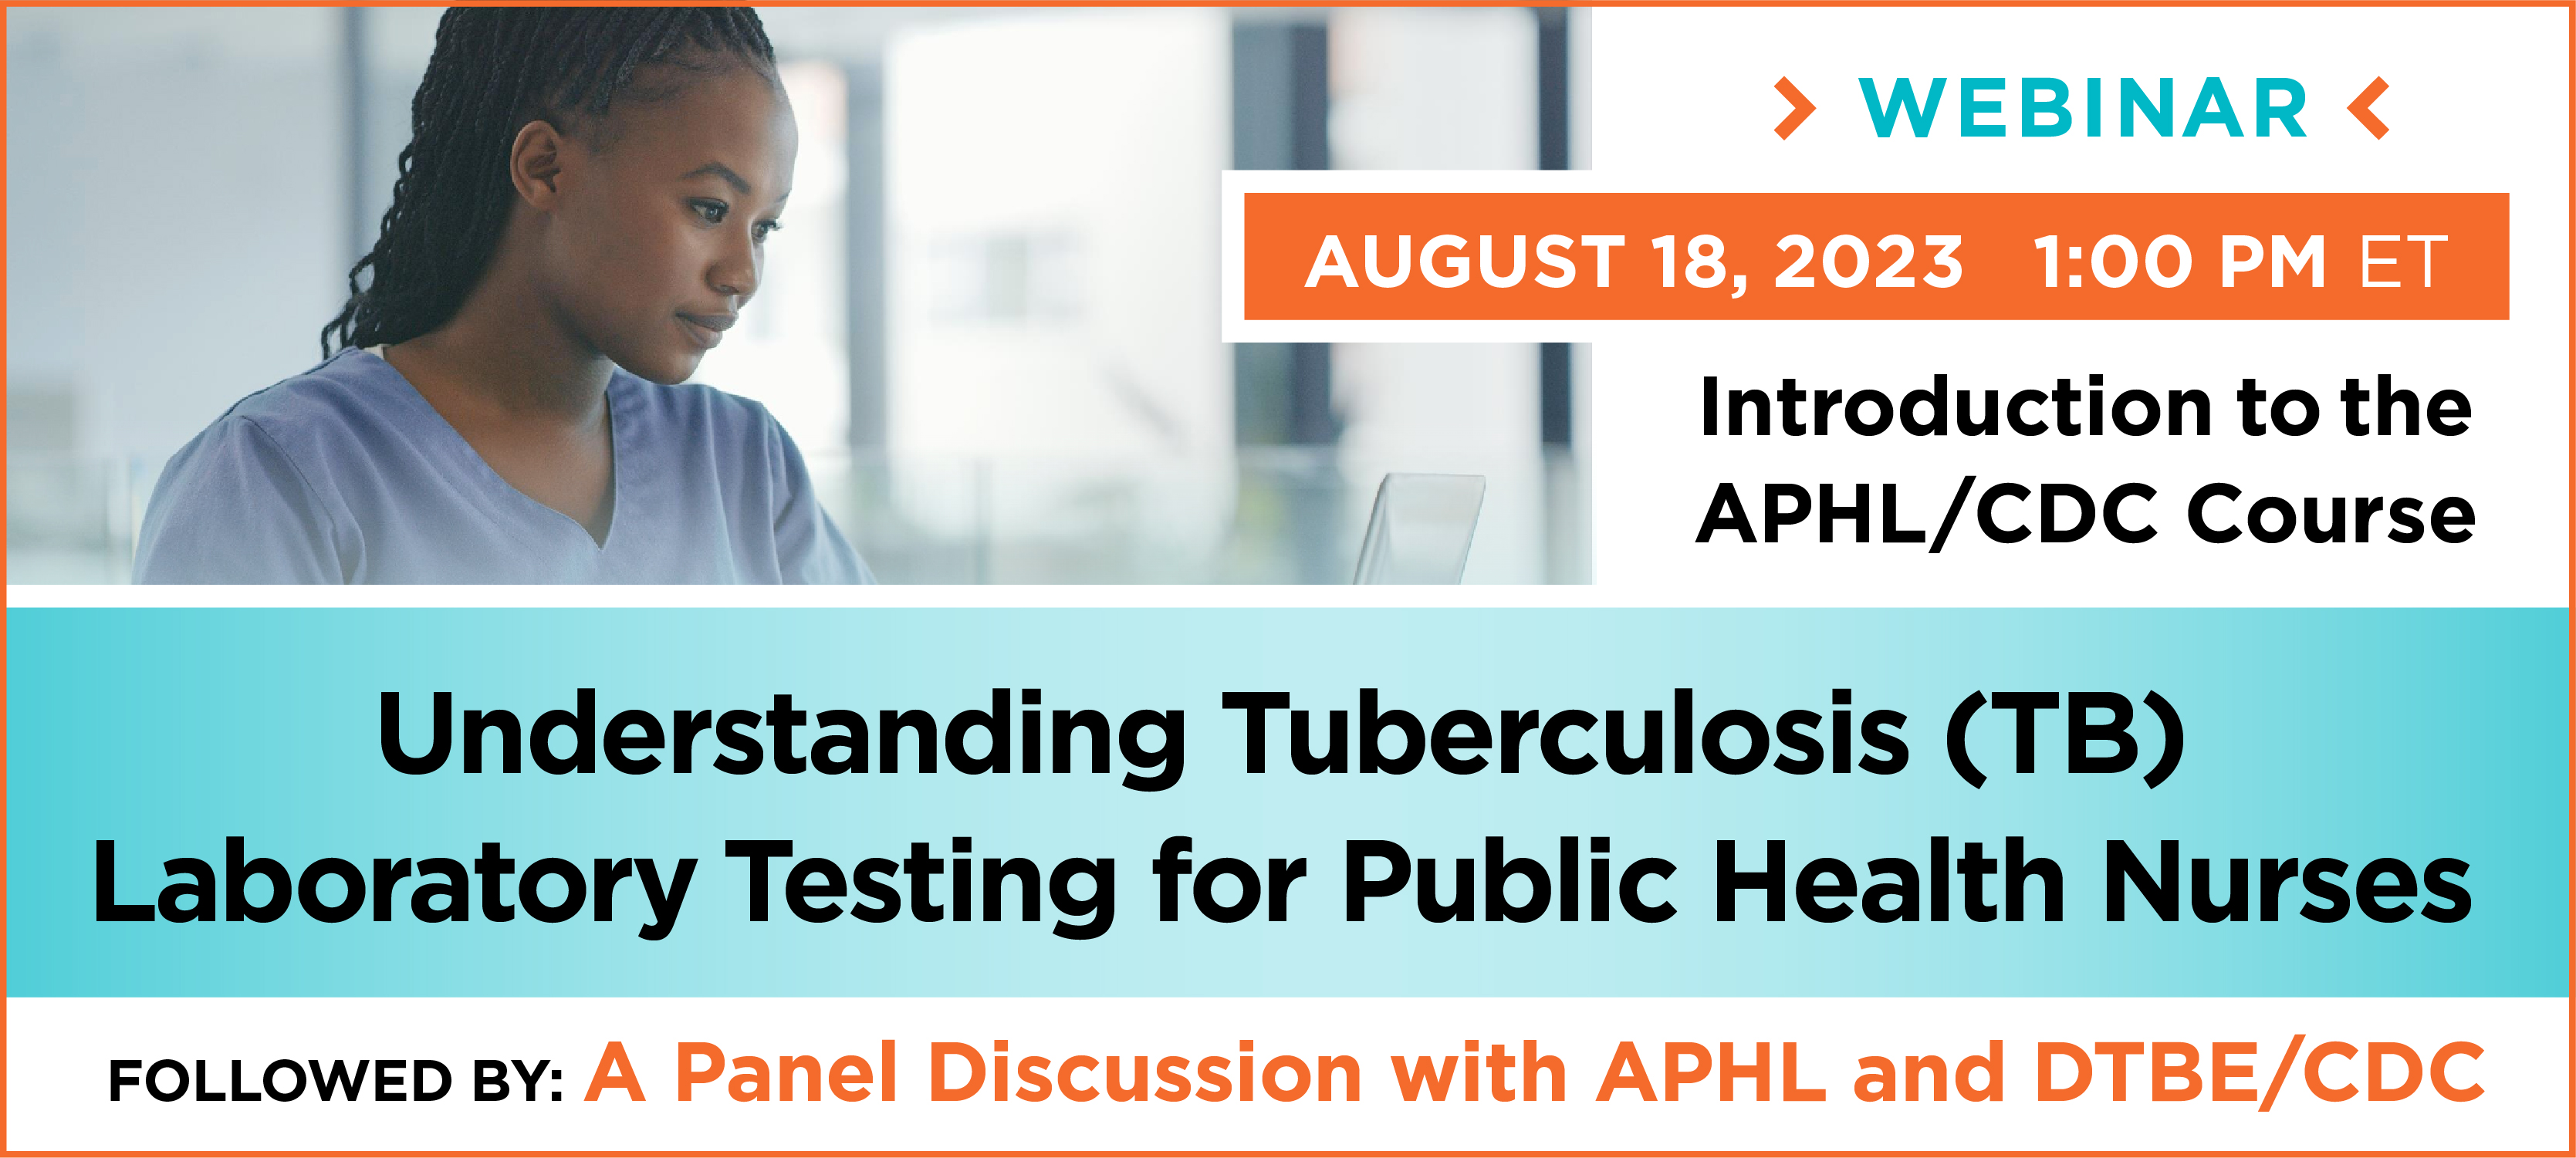 > WEBINAR <
AUGUST 18, 2023 1:00 PM ET
Introduction to the
APHL/CDC Course
Understanding Tuberculosis (TB)
Laboratory Testing for Public Health Nurses
FOLLOWED BY: A Panel Discussion with APHL and DTBE/CDC